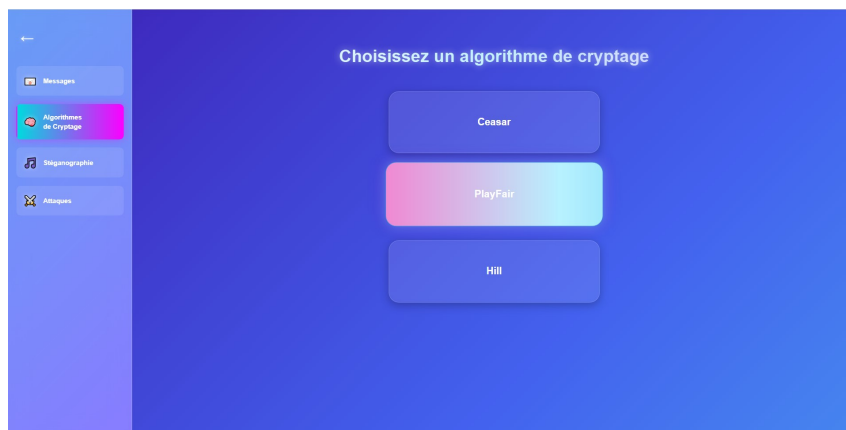 ←
Messages
Algorithmes
de Cryptage
Stéganographie
Attaques
Choisissez un algorithme de cryptage
Ceasar
PlayFair
Hill